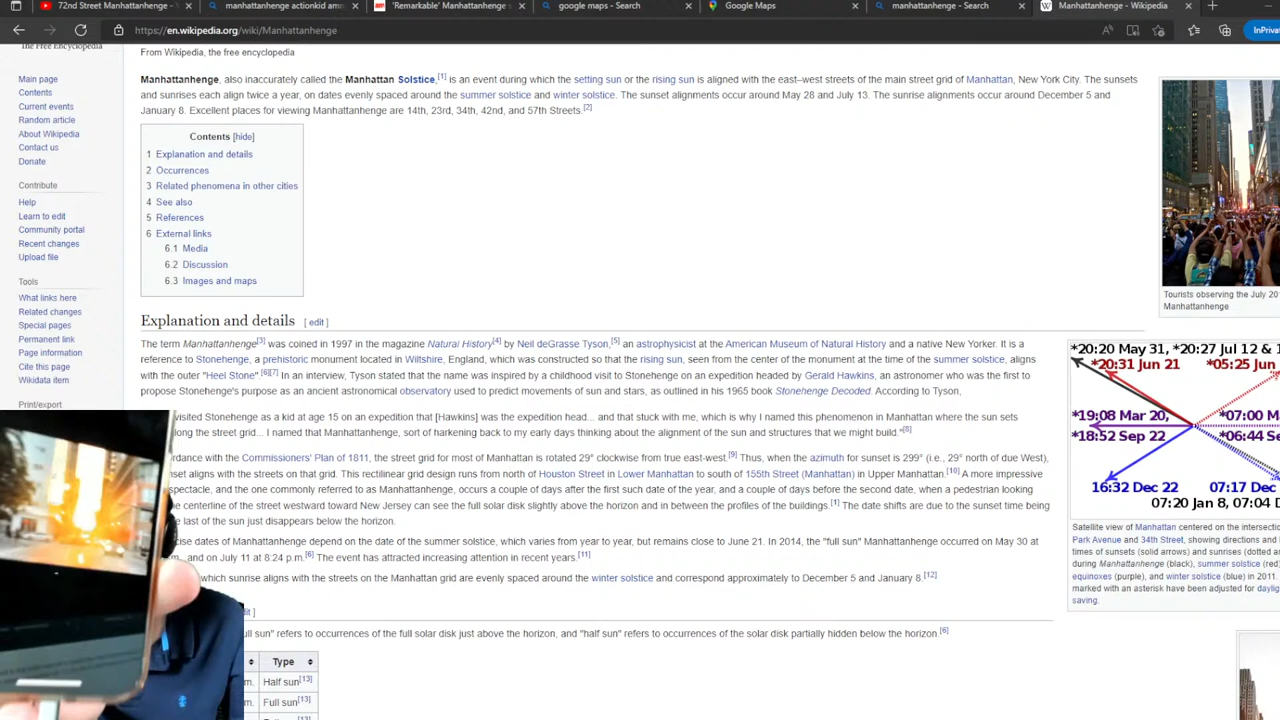 72nd Street Manhattanhenge -
manhattanhenge actionkid am
'Remarkable' Manhattanhenge
google maps - Search
Google Maps
manhattanhenge - Search
Manhattanhenge - Wikipedia
https://en.wikipedia.org/wiki/Manhattanhenge
InPrivate
The Free Encyclopedia
Main page
Contents
Current events
Random article
About Wikipedia
Contact us
Donate
Contribute
Help
Learn to edit
Community portal
Recent changes
Upload file
Tools
What links here
Related changes
Special pages
Permanent link
Page information
Cite this page
Wikidata item
Print/export
From Wikipedia, the free encyclopedia
Manhattanhenge, also inaccurately called the Manhattan Solstice,[1] is an event during which the setting sun or the rising sun is aligned with the east–west streets of the main street grid of Manhattan, New York City. The sunsets
and sunrises each align twice a year, on dates evenly spaced around the summer solstice and winter solstice. The sunset alignments occur around May 28 and July 13. The sunrise alignments occur around December 5 and
January 8. Excellent places for viewing Manhattanhenge are 14th, 23rd, 34th, 42nd, and 57th Streets.[2]
Contents [hide]
1 Explanation and details
2 Occurrences
3 Related phenomena in other cities
4 See also
5 References
6 External links
6.1 Media
6.2 Discussion
6.3 Images and maps
Explanation and details [ edit ]
The term Manhattanhenge[3] was coined in 1997 in the magazine Natural History[4] by Neil deGrasse Tyson,[5] an astrophysicist at the American Museum of Natural History and a native New Yorker. It is a
reference to Stonehenge, a prehistoric monument located in Wiltshire, England, which was constructed so that the rising sun, seen from the center of the monument at the time of the summer solstice, aligns
with the outer "Heel Stone".[6][7] In an interview, Tyson stated that the name was inspired by a childhood visit to Stonehenge on an expedition headed by Gerald Hawkins, an astronomer who was the first to
propose Stonehenge's purpose as an ancient astronomical observatory used to predict movements of sun and stars, as outlined in his 1965 book Stonehenge Decoded. According to Tyson,
visited Stonehenge as a kid at age 15 on an expedition that [Hawkins] was the expedition head... and that stuck with me, which is why I named this phenomenon in Manhattan where the sun sets
long the street grid... I named that Manhattanhenge, sort of harkening back to my early days thinking about the alignment of the sun and structures that we might build."[8]
rdance with the Commissioners' Plan of 1811, the street grid for most of Manhattan is rotated 29° clockwise from true east-west.[9] Thus, when the azimuth for sunset is 299° (i.e., 29° north of due West),
set aligns with the streets on that grid. This rectilinear grid design runs from north of Houston Street in Lower Manhattan to south of 155th Street (Manhattan) in Upper Manhattan.[10] A more impressive
spectacle, and the one commonly referred to as Manhattanhenge, occurs a couple of days after the first such date of the year, and a couple of days before the second date, when a pedestrian looking
e centerline of the street westward toward New Jersey can see the full solar disk slightly above the horizon and in between the profiles of the buildings.[1] The date shifts are due to the sunset time being
e last of the sun just disappears below the horizon.
cise dates of Manhattanhenge depend on the date of the summer solstice, which varies from year to year, but remains close to June 21. In 2014, the "full sun" Manhattanhenge occurred on May 30 at
m., and on July 11 at 8:24 p.m.[6] The event has attracted increasing attention in recent years.[11]
which sunrise aligns with the streets on the Manhattan grid are evenly spaced around the winter solstice and correspond approximately to December 5 and January 8.[12]
dit ]
ull sun" refers to occurrences of the full solar disk just above the horizon, and "half sun" refers to occurrences of the solar disk partially hidden below the horizon.[6]
Type
m. Half sun[13]
m. Full sun[13]
[13]
Tourists observing the July 20
Manhattanhenge
*20:20 May 31, *20:27 Jul 12 & 1
*20:31 Jun 21 *05:25 Jun
*19:08 Mar 20, *07:00 M
*18:52 Sep 22 *06:44 Se
16:32 Dec 22 07:17 Dec
07:20 Jan 8, 07:04 D
Satellite view of Manhattan centered on the intersectio
Park Avenue and 34th Street, showing directions and
times of sunsets (solid arrows) and sunrises (dotted ar
during Manhattanhenge (black), summer solstice (red)
equinoxes (purple), and winter solstice (blue) in 2011.
marked with an asterisk have been adjusted for dayli
saving.